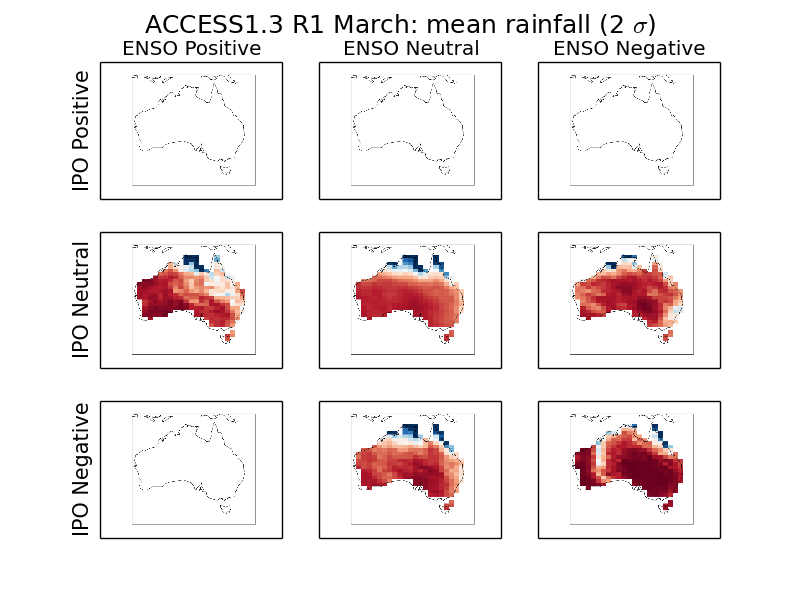 ACCESS1.3 R1 March: mean rainfall (2 σ)
ENSO Positive
ENSO Neutral
ENSO Negative
IPO Positive
IPO Neutral
IPO Negative